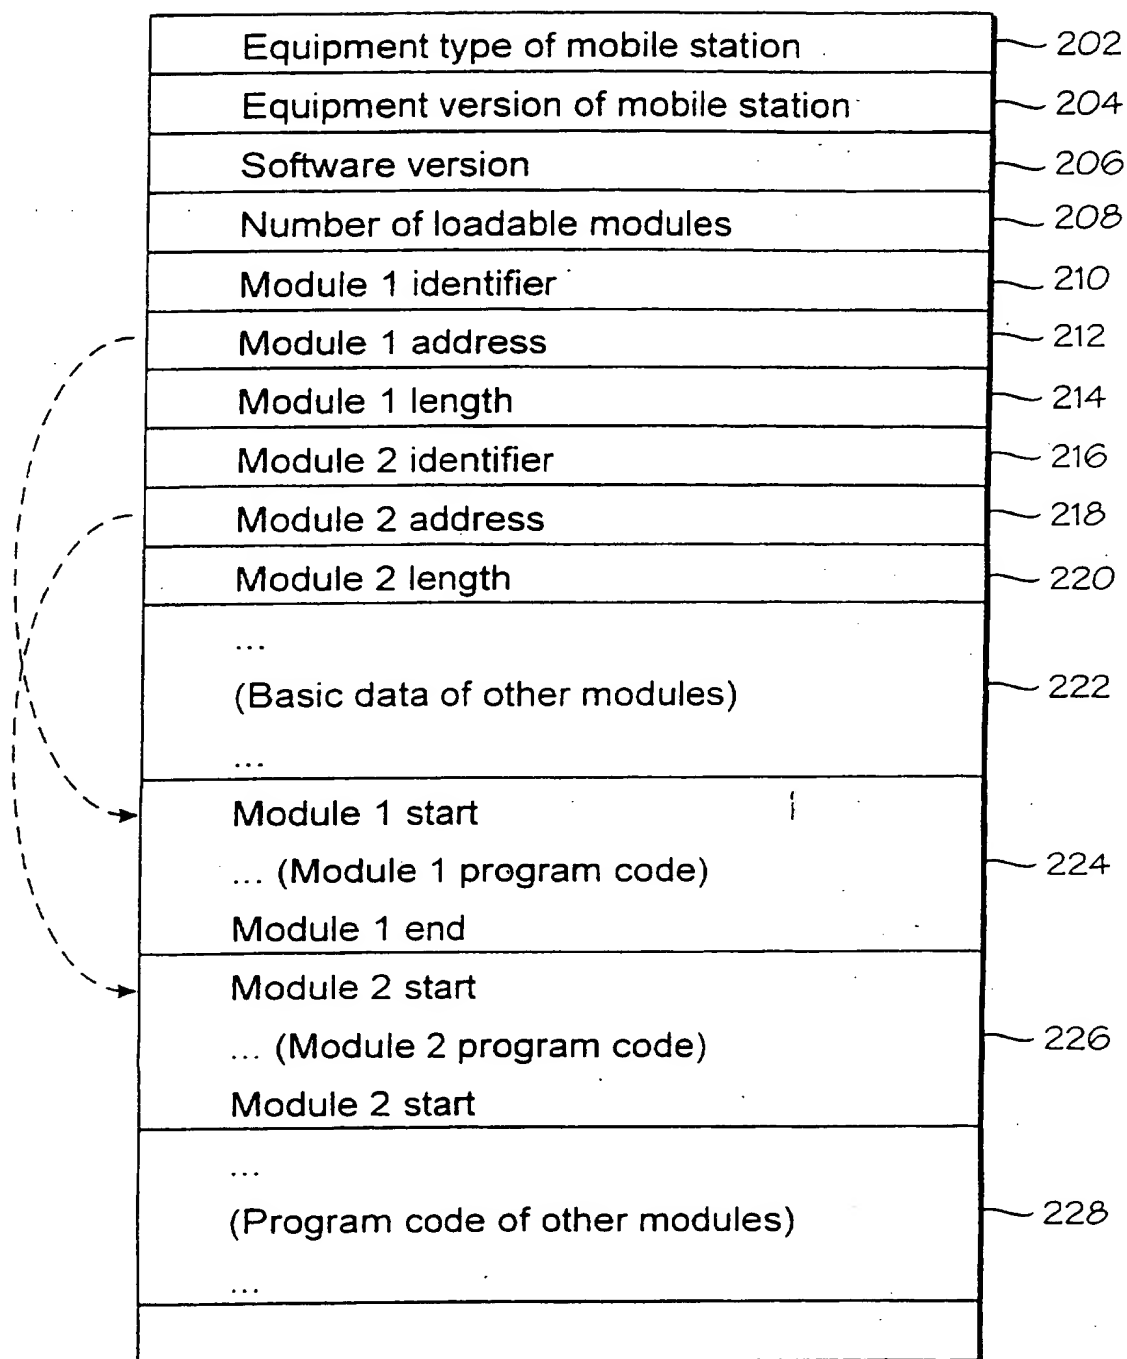 Equipment type of mobile station 202
Equipment version of mobile station 204
Software version 206
Number of loadable modules 208
Module 1 identifier 210
Module 1 address 212
Module 1 length 214
Module 2 identifier 216
Module 2 address 218
Module 2 length 220
...
(Basic data of other modules) 222
...
Module 1 start
... (Module 1 program code) 224
Module 1 end
Module 2 start
... (Module 2 program code) 226
Module 2 start
...
(Program code of other modules) 228
...